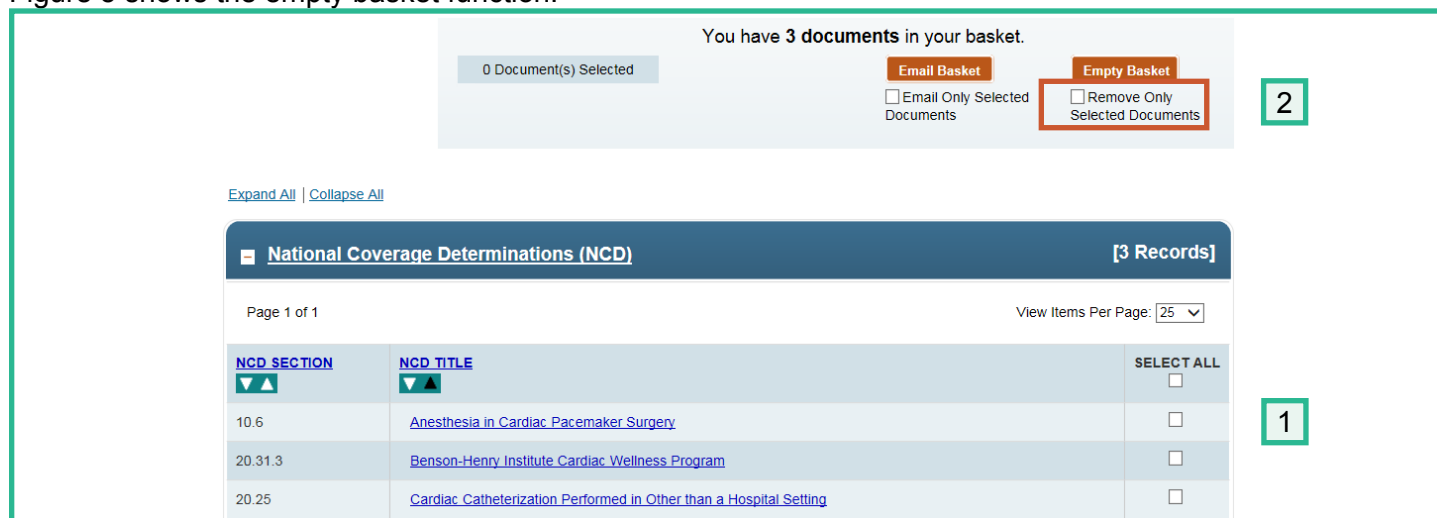 Figure 8 shows the empty basket function.
You have 3 documents in your basket.
0 Document(s) Selected
Email Basket
Empty Basket
Email Only Selected
Documents
Remove Only
Selected Documents
2
Expand All | Collapse All
National Coverage Determinations (NCD)
[3 Records]
Page 1 of 1
View Items Per Page: 25
NCD SECTION
NCD TITLE
SELECT ALL
10.6
Anesthesia in Cardiac Pacemaker Surgery
1
20.31.3
Benson-Henry Institute Cardiac Wellness Program
20.25
Cardiac Catheterization Performed in Other than a Hospital Setting